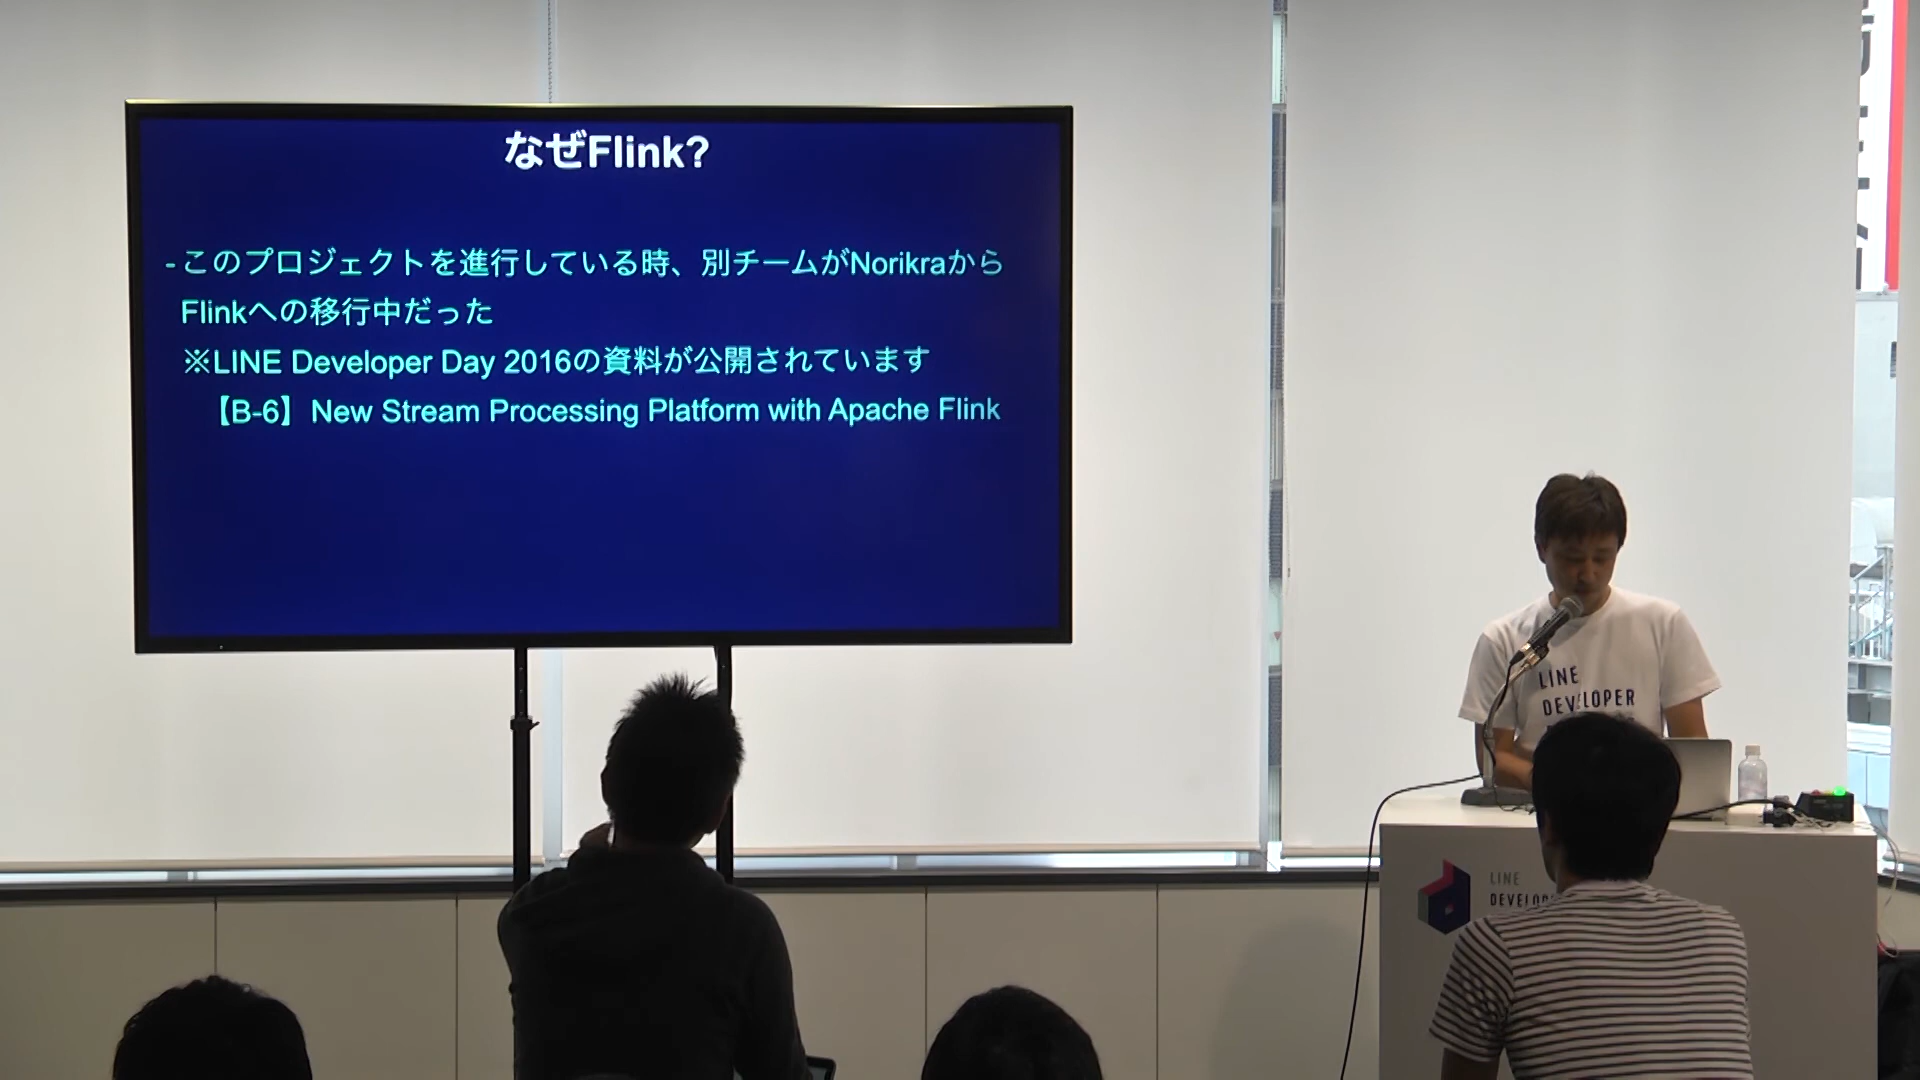 なぜFlink?
-このプロジェクトを進行している時、別チームがNorikraから
Flinkへの移行中だった
※LINE Developer Day 2016の資料が公開されています
【B-6】New Stream Processing Platform with Apache Flink
LINE
DEVELOPER
LINE